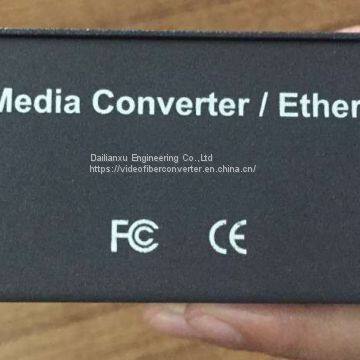 Media Converter / Ether
Dailianxu Engineering Co.,Ltd
https://videofiberconverter.en.china.cn/
FC CE